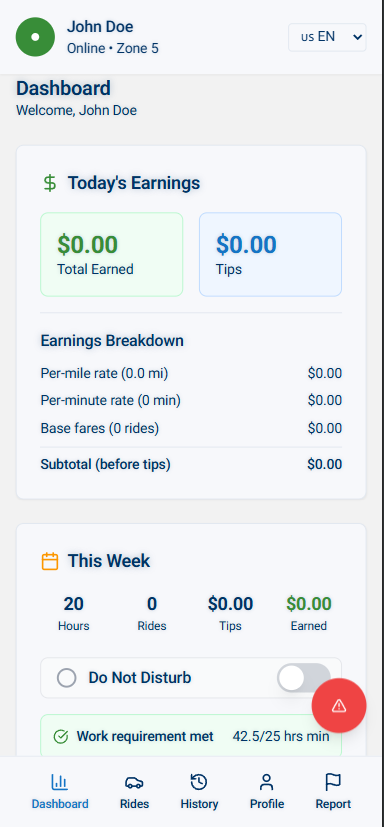 John Doe
Online • Zone 5
US EN
Dashboard
Welcome, John Doe
Today's Earnings
$0.00
Total Earned
$0.00
Tips
Earnings Breakdown
Per-mile rate (0.0 mi) $0.00
Per-minute rate (0 min) $0.00
Base fares (0 rides) $0.00
Subtotal (before tips) $0.00
This Week
20 0 $0.00 $0.00
Hours Rides Tips Earned
Do Not Disturb
Work requirement met 42.5/25 hrs min
Dashboard Rides History Profile Report